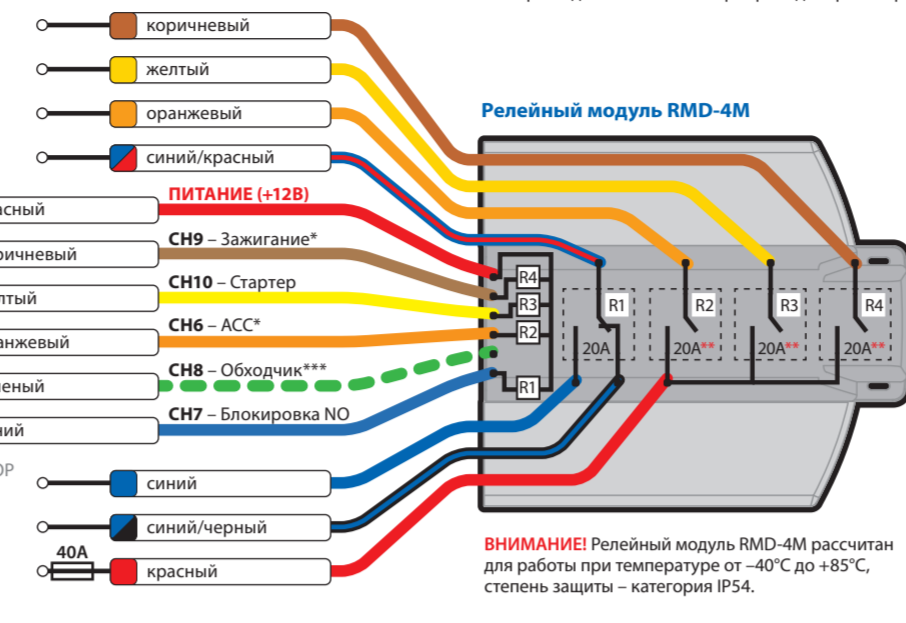 коричневый
желтый
оранжевый
синий/красный
Релейный модуль RMD-4M
ПИТАНИЕ (+12В)
асный
CH9 – Зажигание*
ричневый
CH10 – Стартер
лтый
CH6 – ACC*
анжевый
CH8 – Обходчик***
леный
CH7 – Блокировка NO
ний
R4
R3
R2
R1
R1
R2
R3
R4
20A
20A**
20A**
20A**
OP
синий
синий/черный
40A
красный
ВНИМАНИЕ! Релейный модуль RMD-4M рассчитан
для работы при температуре от –40°C до +85°C,
степень защиты – категория IP54.